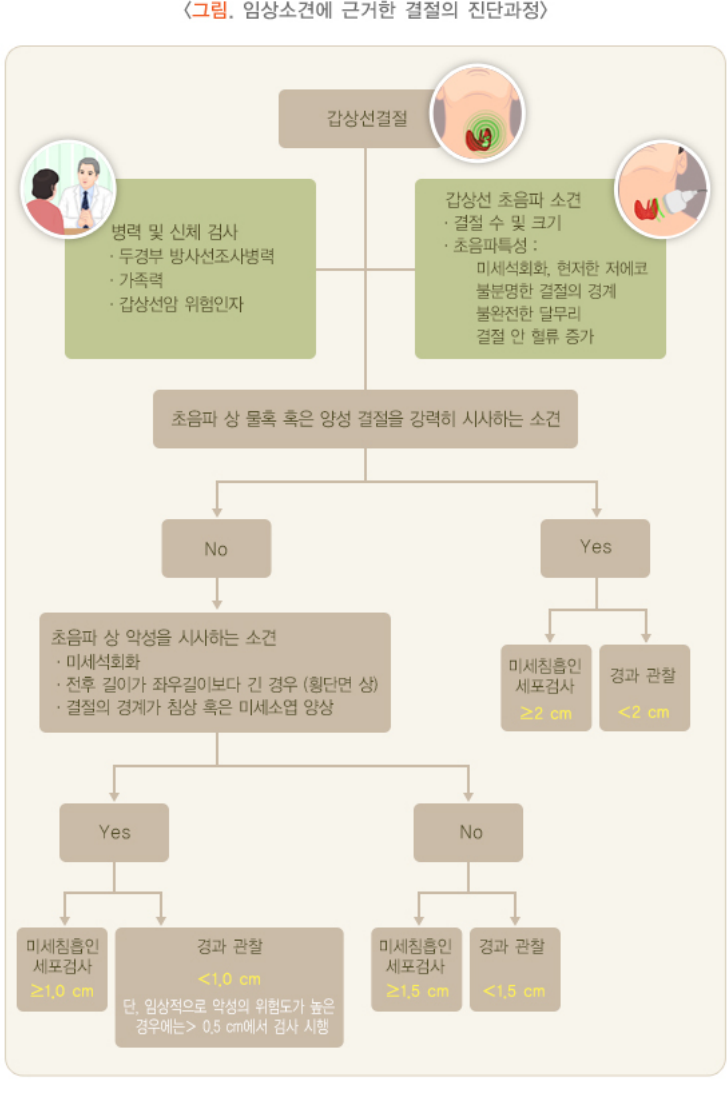 〈그림. 임상소견에 근거한 결절의 진단과정〉
갑상선결절
병력 및 신체 검사
· 두경부 방사선조사병력
· 가족력
· 갑상선암 위험인자
갑상선 초음파 소견
· 결절 수 및 크기
· 초음파특성 :
미세석회화, 현저한 저에코
불분명한 결절의 경계
불완전한 달무리
결절 안 혈류 증가
초음파 상 물혹 혹은 양성 결절을 강력히 시사하는 소견
No
Yes
초음파 상 악성을 시사하는 소견
· 미세석회화
· 전후 길이가 좌우길이보다 긴 경우 (횡단면 상)
· 결절의 경계가 침상 혹은 미세소엽 양상
미세침흡인
세포검사
≥2 cm
경과 관찰
<2 cm
Yes
No
미세침흡인
세포검사
≥1.0 cm
경과 관찰
<1.0 cm
단, 임상적으로 악성의 위험도가 높은
경우에는> 0.5 cm에서 검사 시행
미세침흡인
세포검사
≥1.5 cm
경과 관찰
<1.5 cm